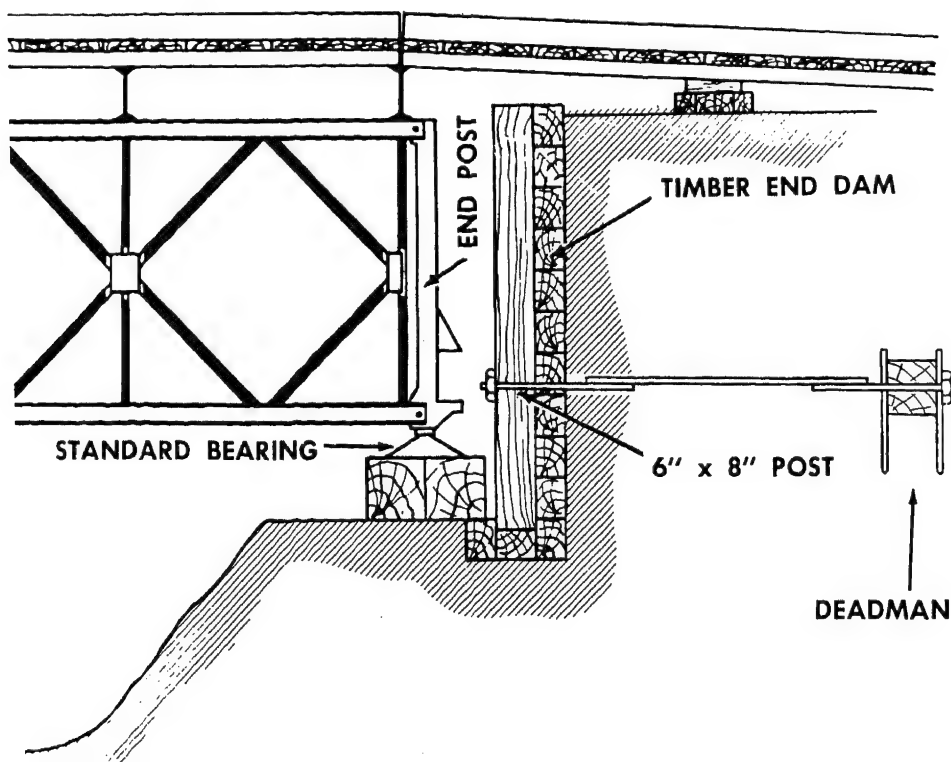 END POST
TIMBER END DAM
STANDARD BEARING
6" x 8" POST
DEADMAN